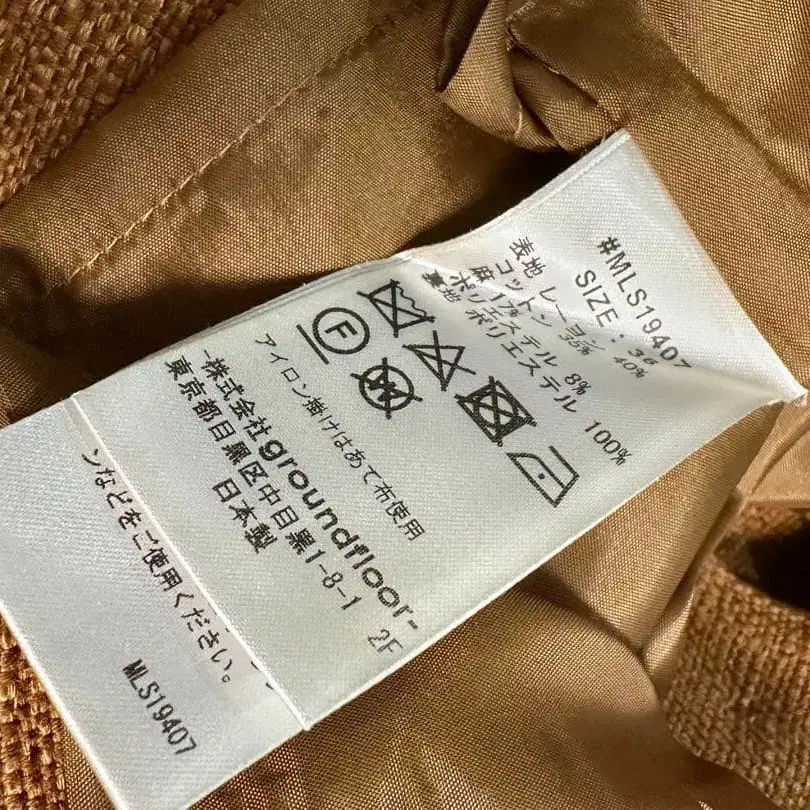 #MLS19407
SIZE : 36
表地 レーヨン 40%
コットン 35%
麻 17%
ポリエステル 8%
裏地 ポリエステル 100%
F
アイロン掛けはあて布使用
-株式会社groundfloor-
東京都目黒区中目黒1-8-1 2F
日本製
ンなどをご使用ください。
MLS19407